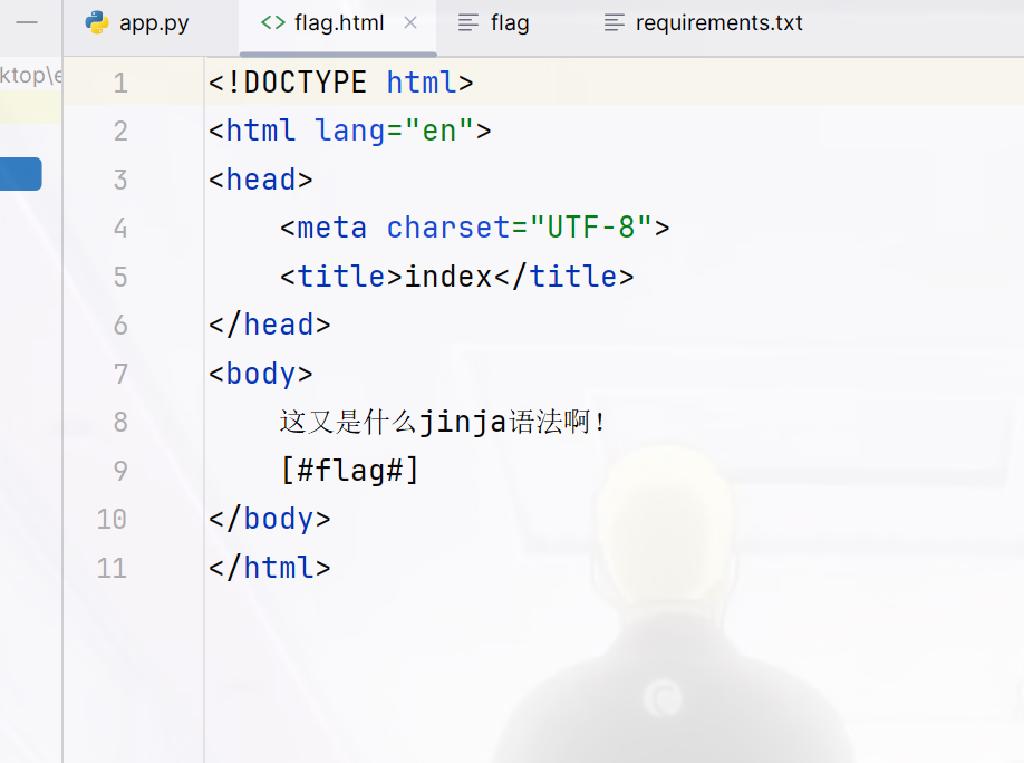 app.py flag.html flag requirements.txt
ktop\e
1 <!DOCTYPE html>
2 <html lang="en">
3 <head>
4 <meta charset="UTF-8">
5 <title>index</title>
6 </head>
7 <body>
8 这又是什么jinja语法啊！
9 [#flag#]
10 </body>
11 </html>